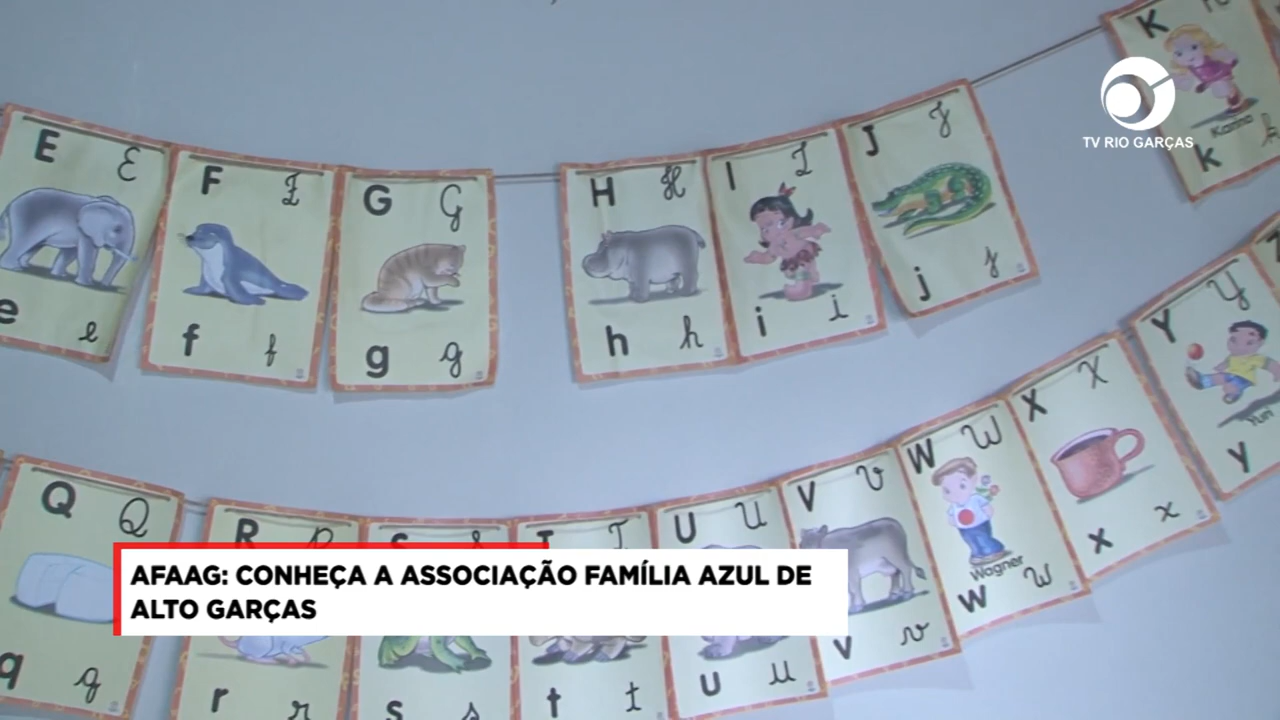 K
TV RIO GARÇAS
Karina
k k
E E
F F
G G
H H
I I
J J
e e
f f
g g
h h
i i
j j
Q Q
R R
S S
T T
U U
V V
W W
X X
Y Y
Wagner
Yuri
q q
r r
s s
t t
u u
v v
w w
x x
y
AFAAG: CONHEÇA A ASSOCIAÇÃO FAMÍLIA AZUL DE
ALTO GARÇAS